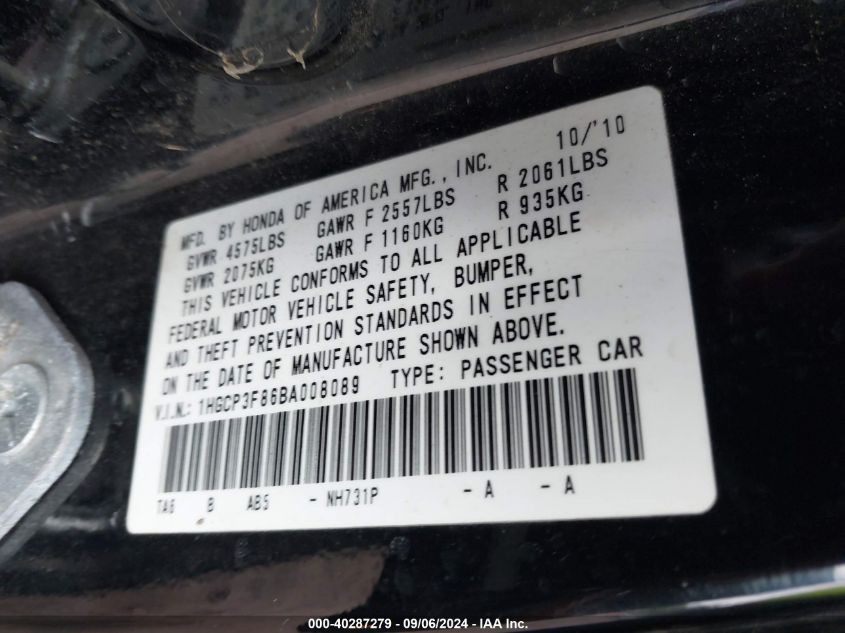 10/'10
MFD. BY HONDA OF AMERICA MFG., INC.
GVWR 4575LBS GAWR F 2557LBS R 2061LBS
GVWR 2075KG GAWR F 1160KG R 935KG
THIS VEHICLE CONFORMS TO ALL APPLICABLE
FEDERAL MOTOR VEHICLE SAFETY, BUMPER,
AND THEFT PREVENTION STANDARDS IN EFFECT
ON THE DATE OF MANUFACTURE SHOWN ABOVE.
V.I.N.: 1HGCP3F86BA008089 TYPE: PASSENGER CAR
TA6 B AB5 - NH731P - A - A
000-40287279 - 09/06/2024 - IAA Inc.